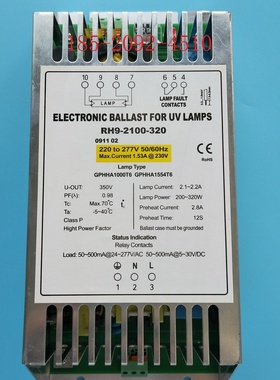 185-2092-4510
10 9 8 7
6 5 4
LAMP
LAMP FAULT
CONTACTS
ELECTRONIC BALLAST FOR UV LAMPS
RH9-2100-320
0911 02
220 to 277V 50/60Hz
Max.Current 1.53A @ 230V
RoHS
Lamp Type
GPHHA1000T6 GPHHA1554T6
U-OUT: 350V
Lamp Current: 2.1~2.2A
PF(λ): 0.98
Lamp Power: 200~320W
Tc: Max.70℃
Preheat Current: 2.8A
Ta: -5~40℃
Preheat Time: 12S
Class P
Hight Power Factor
Ballast case must be grounded
Status Indication
Relay Contacts
Load: 50~500mA@24~277V/AC 50~500mA@5~30V/DC
L N
1 2 3